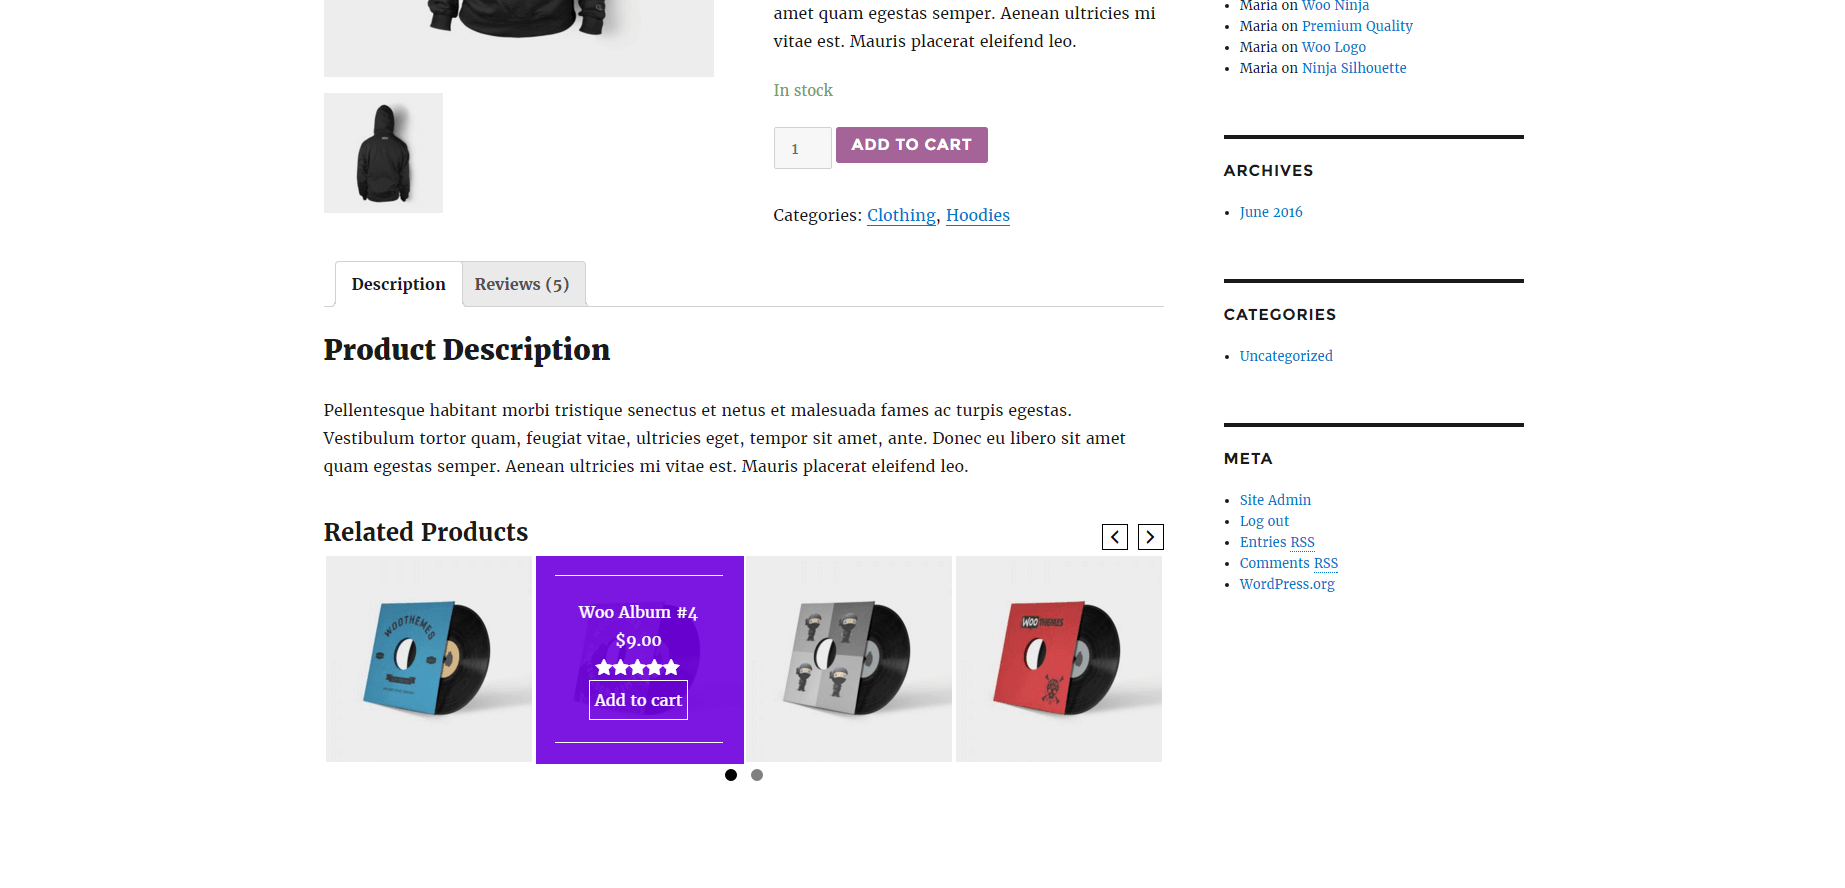 amet quam egestas semper. Aenean ultricies mi
vitae est. Mauris placerat eleifend leo.
In stock
1
ADD TO CART
Categories: Clothing, Hoodies
Description
Reviews (5)
Product Description
Pellentesque habitant morbi tristique senectus et netus et malesuada fames ac turpis egestas.
Vestibulum tortor quam, feugiat vitae, ultricies eget, tempor sit amet, ante. Donec eu libero sit amet
quam egestas semper. Aenean ultricies mi vitae est. Mauris placerat eleifend leo.
Related Products
WOOTHEMES
Woo Album #4
$9.00
Add to cart
WOOTHEMES
Maria on Woo Ninja
Maria on Premium Quality
Maria on Woo Logo
Maria on Ninja Silhouette
ARCHIVES
June 2016
CATEGORIES
Uncategorized
META
Site Admin
Log out
Entries RSS
Comments RSS
WordPress.org